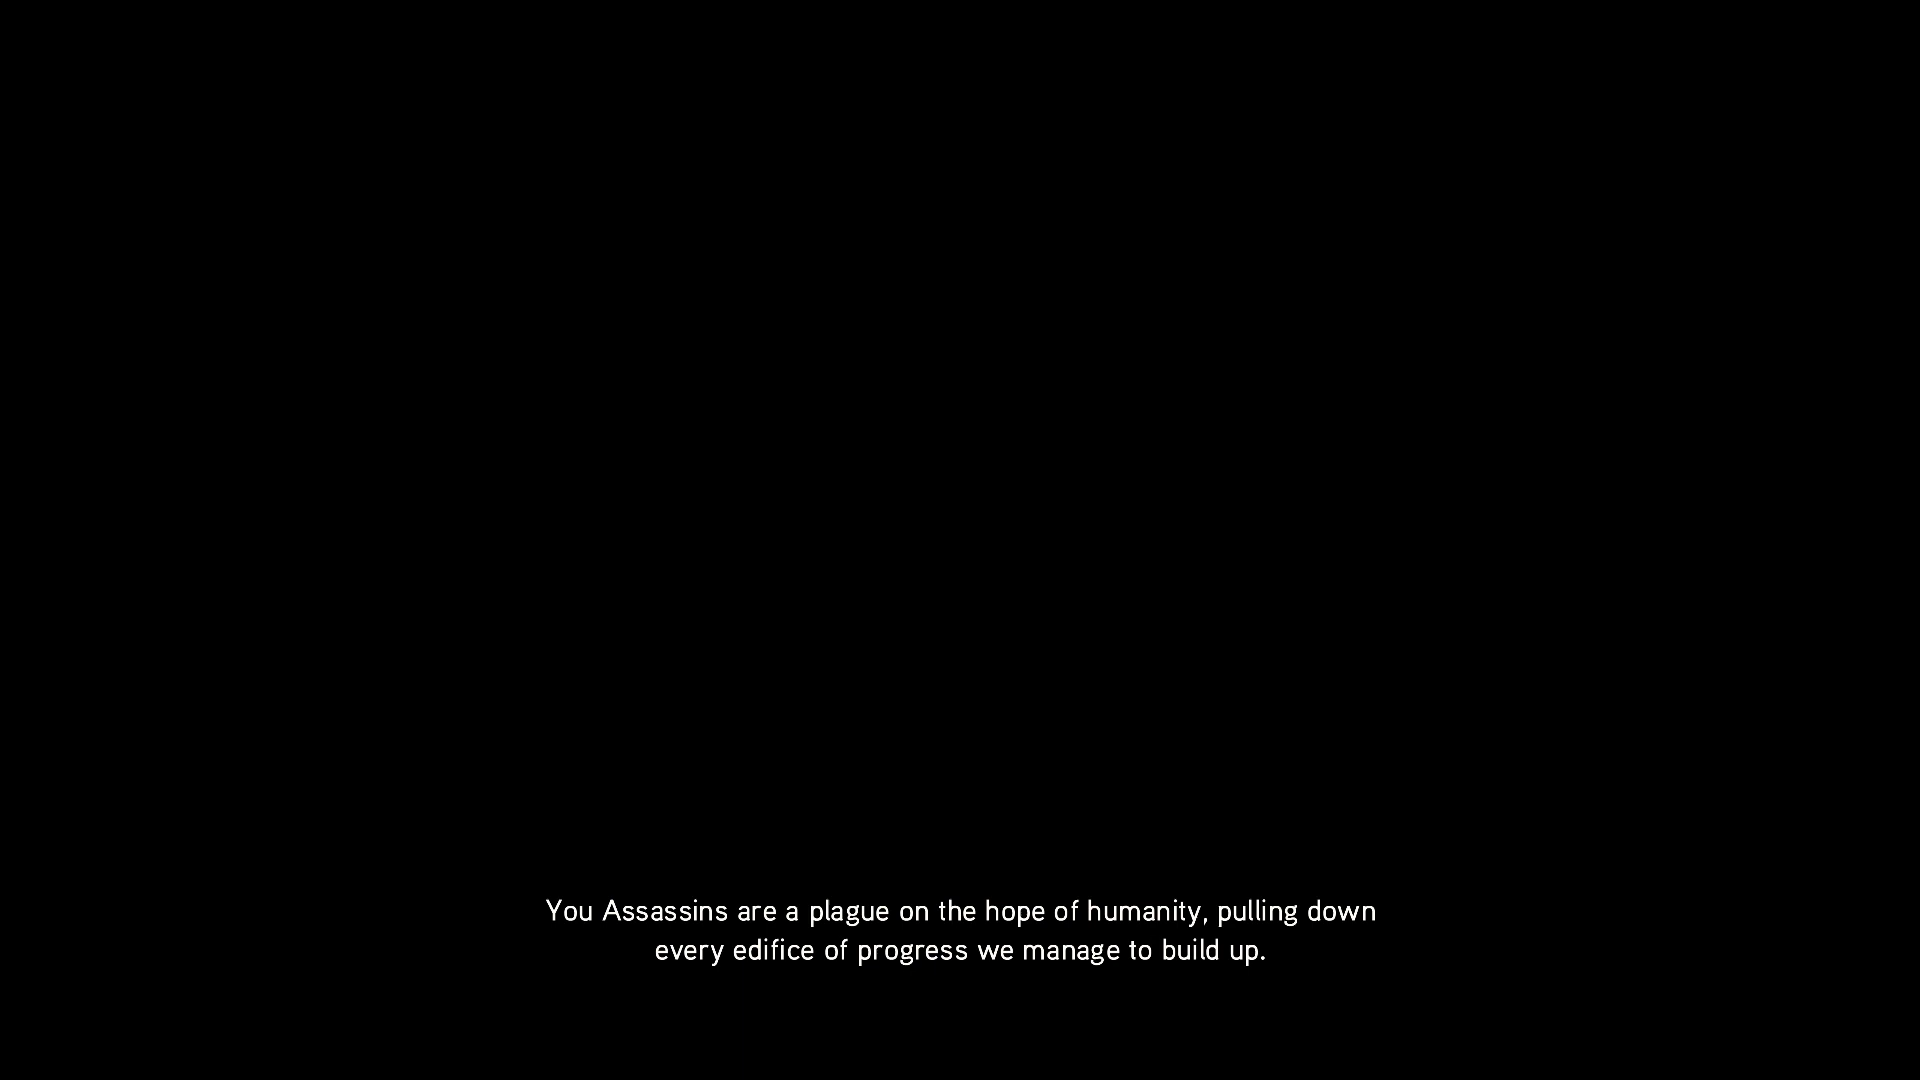 You Assassins are a plague on the hope of humanity, pulling down
every edifice of progress we manage to build up.